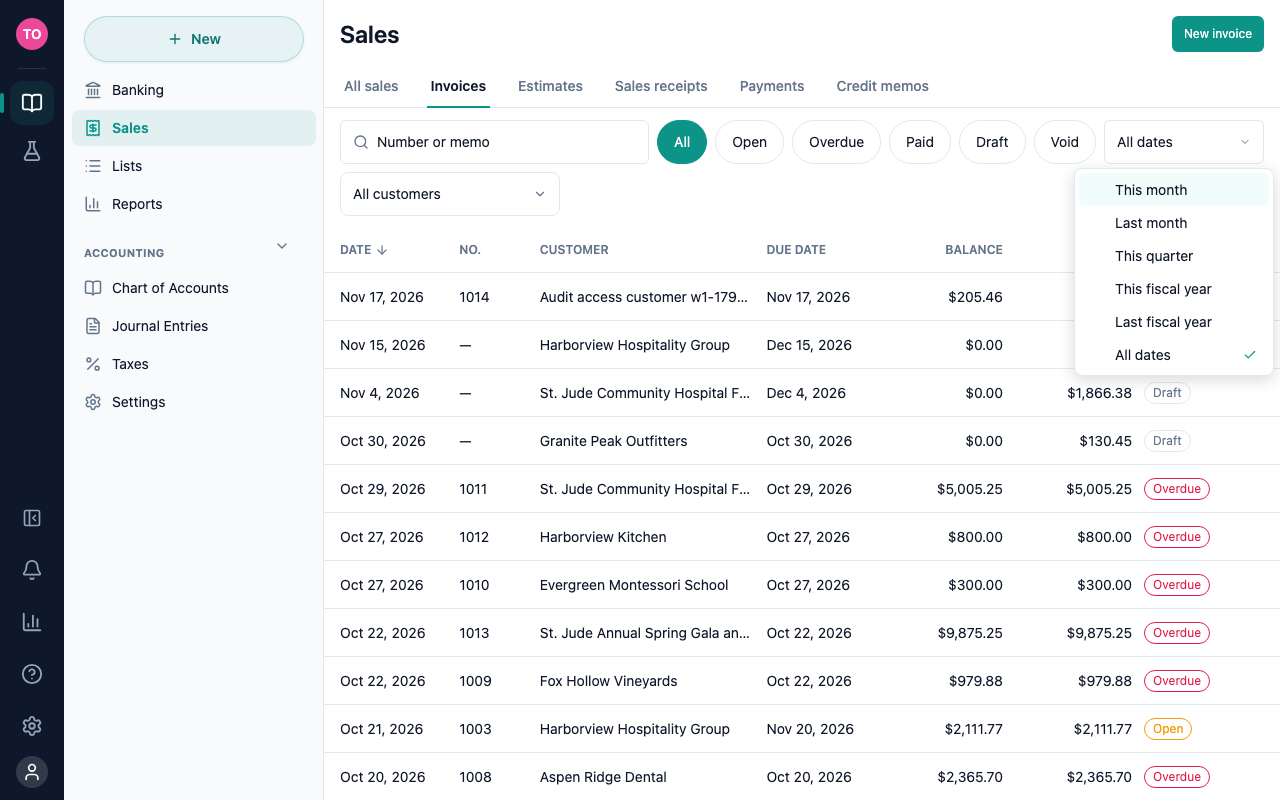 TO
New
Banking
Sales
Lists
Reports
ACCOUNTING
Chart of Accounts
Journal Entries
Taxes
Settings
Sales
New invoice
All sales
Invoices
Estimates
Sales receipts
Payments
Credit memos
Number or memo
All
Open
Overdue
Paid
Draft
Void
All dates
All customers
This month
Last month
This quarter
This fiscal year
Last fiscal year
All dates
DATE NO. CUSTOMER DUE DATE BALANCE
Nov 17, 2026 1014 Audit access customer w1-179... Nov 17, 2026 $205.46
Nov 15, 2026 — Harborview Hospitality Group Dec 15, 2026 $0.00
Nov 4, 2026 — St. Jude Community Hospital F... Dec 4, 2026 $0.00 $1,866.38 Draft
Oct 30, 2026 — Granite Peak Outfitters Oct 30, 2026 $0.00 $130.45 Draft
Oct 29, 2026 1011 St. Jude Community Hospital F... Oct 29, 2026 $5,005.25 $5,005.25 Overdue
Oct 27, 2026 1012 Harborview Kitchen Oct 27, 2026 $800.00 $800.00 Overdue
Oct 27, 2026 1010 Evergreen Montessori School Oct 27, 2026 $300.00 $300.00 Overdue
Oct 22, 2026 1013 St. Jude Annual Spring Gala an... Oct 22, 2026 $9,875.25 $9,875.25 Overdue
Oct 22, 2026 1009 Fox Hollow Vineyards Oct 22, 2026 $979.88 $979.88 Overdue
Oct 21, 2026 1003 Harborview Hospitality Group Nov 20, 2026 $2,111.77 $2,111.77 Open
Oct 20, 2026 1008 Aspen Ridge Dental Oct 20, 2026 $2,365.70 $2,365.70 Overdue